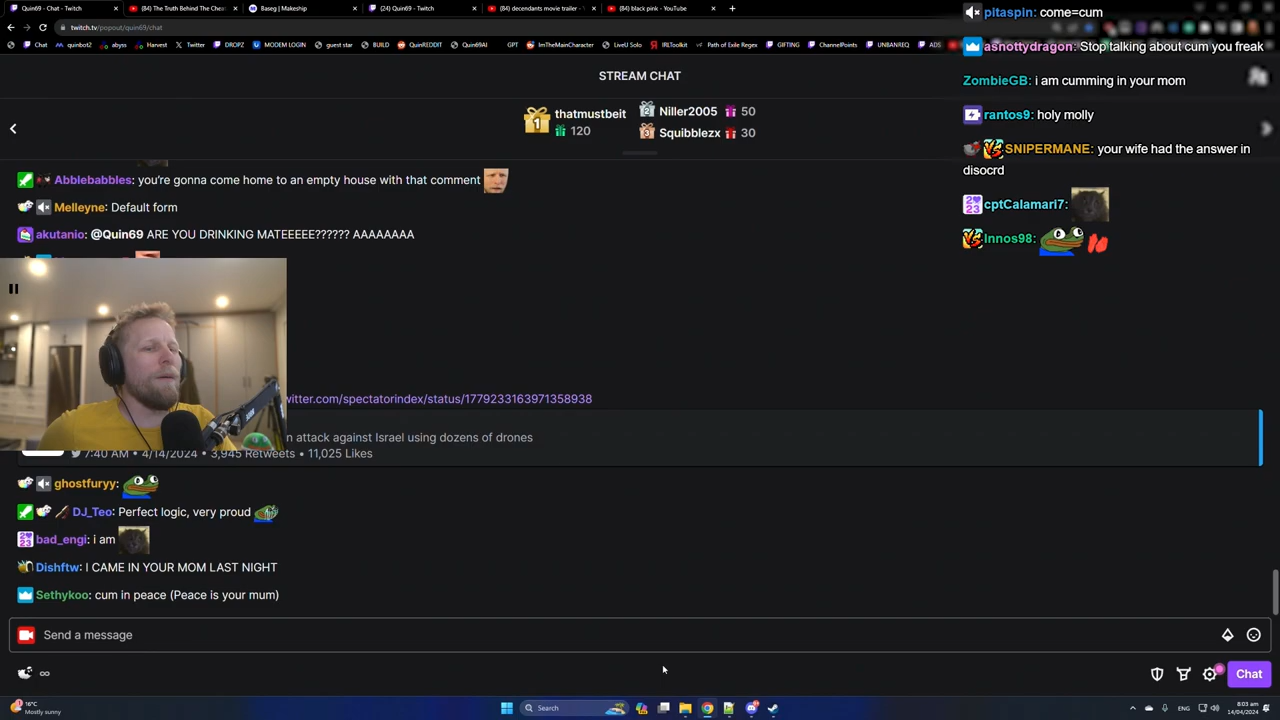 Quin69 - Chat - Twitch
(84) The Truth Behind The Chea
Baseg | Makeship
(24) Quin69 - Twitch
(84) decendants movie trailer -
(84) black pink - YouTube
twitch.tv/popout/quin69/chat
Chat quinbot2 abyss Harvest Twitter DROPZ MODEM LOGIN guest star BUILD QuinREDDIT Quin69AI GPT ImTheMainCharacter LiveU Solo IRLToolkit Path of Exile Regex GIFTING ChannelPoints UNBANREQ ADS
STREAM CHAT
thatmustbeit
120
Niller2005 50
Squibblezx 30
Abblebabbles: you're gonna come home to an empty house with that comment
Melleyne: Default form
akutanio: @Quin69 ARE YOU DRINKING MATEEEEE?????? AAAAAAAA
witter.com/spectatorindex/status/1779233163971358938
n attack against Israel using dozens of drones
7:40 AM • 4/14/2024 • 3,945 Retweets • 11,025 Likes
ghostfuryy:
DJ_Teo: Perfect logic, very proud
bad_engi: i am
Dishftw: I CAME IN YOUR MOM LAST NIGHT
Sethykoo: cum in peace (Peace is your mum)
Send a message
Chat
pitaspin: come=cum
asnottydragon: Stop talking about cum you freak
ZombieGB: i am cumming in your mom
rantos9: holy molly
SNIPERMANE: your wife had the answer in
disocrd
cptCalamari7:
Innos98:
16°C
Mostly sunny
Search
ENG
8:03 am
14/04/2024